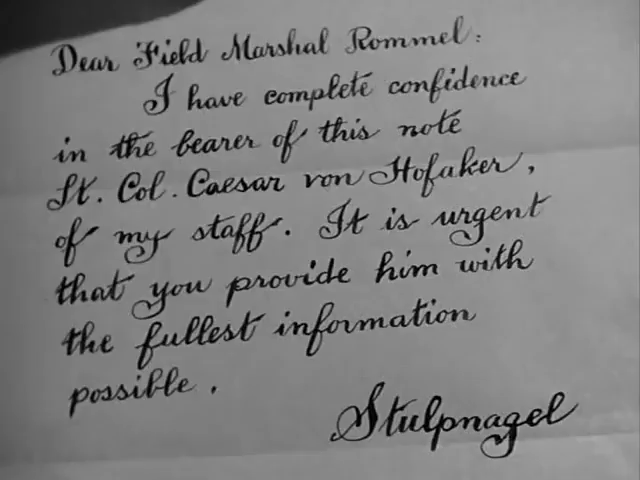 Dear Field Marshal Rommel:
I have complete confidence
in the bearer of this note
Lt. Col. Caesar von Hofaker,
of my staff. It is urgent
that you provide him with
the fullest information
possible.
Stulpnagel